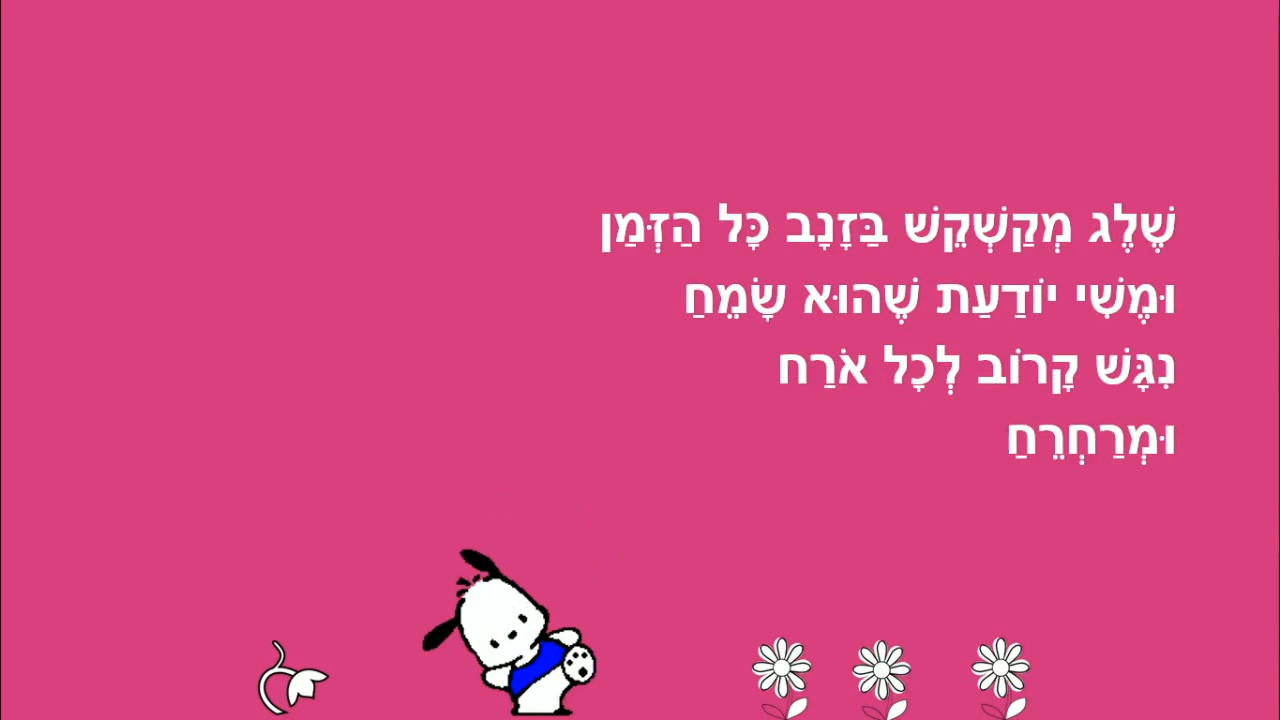 שֶׁלֶג מְקַשְׁקֵשׁ בַּזָנָב כָּל הַזְּמַן
וּמֶשִׁי יוֹדַעַת שֶׁהוּא שָׂמֵחַ
נִגָּשׁ קָרוֹב לְכָל אֹרַח
וּמְרַחְרֵחַ